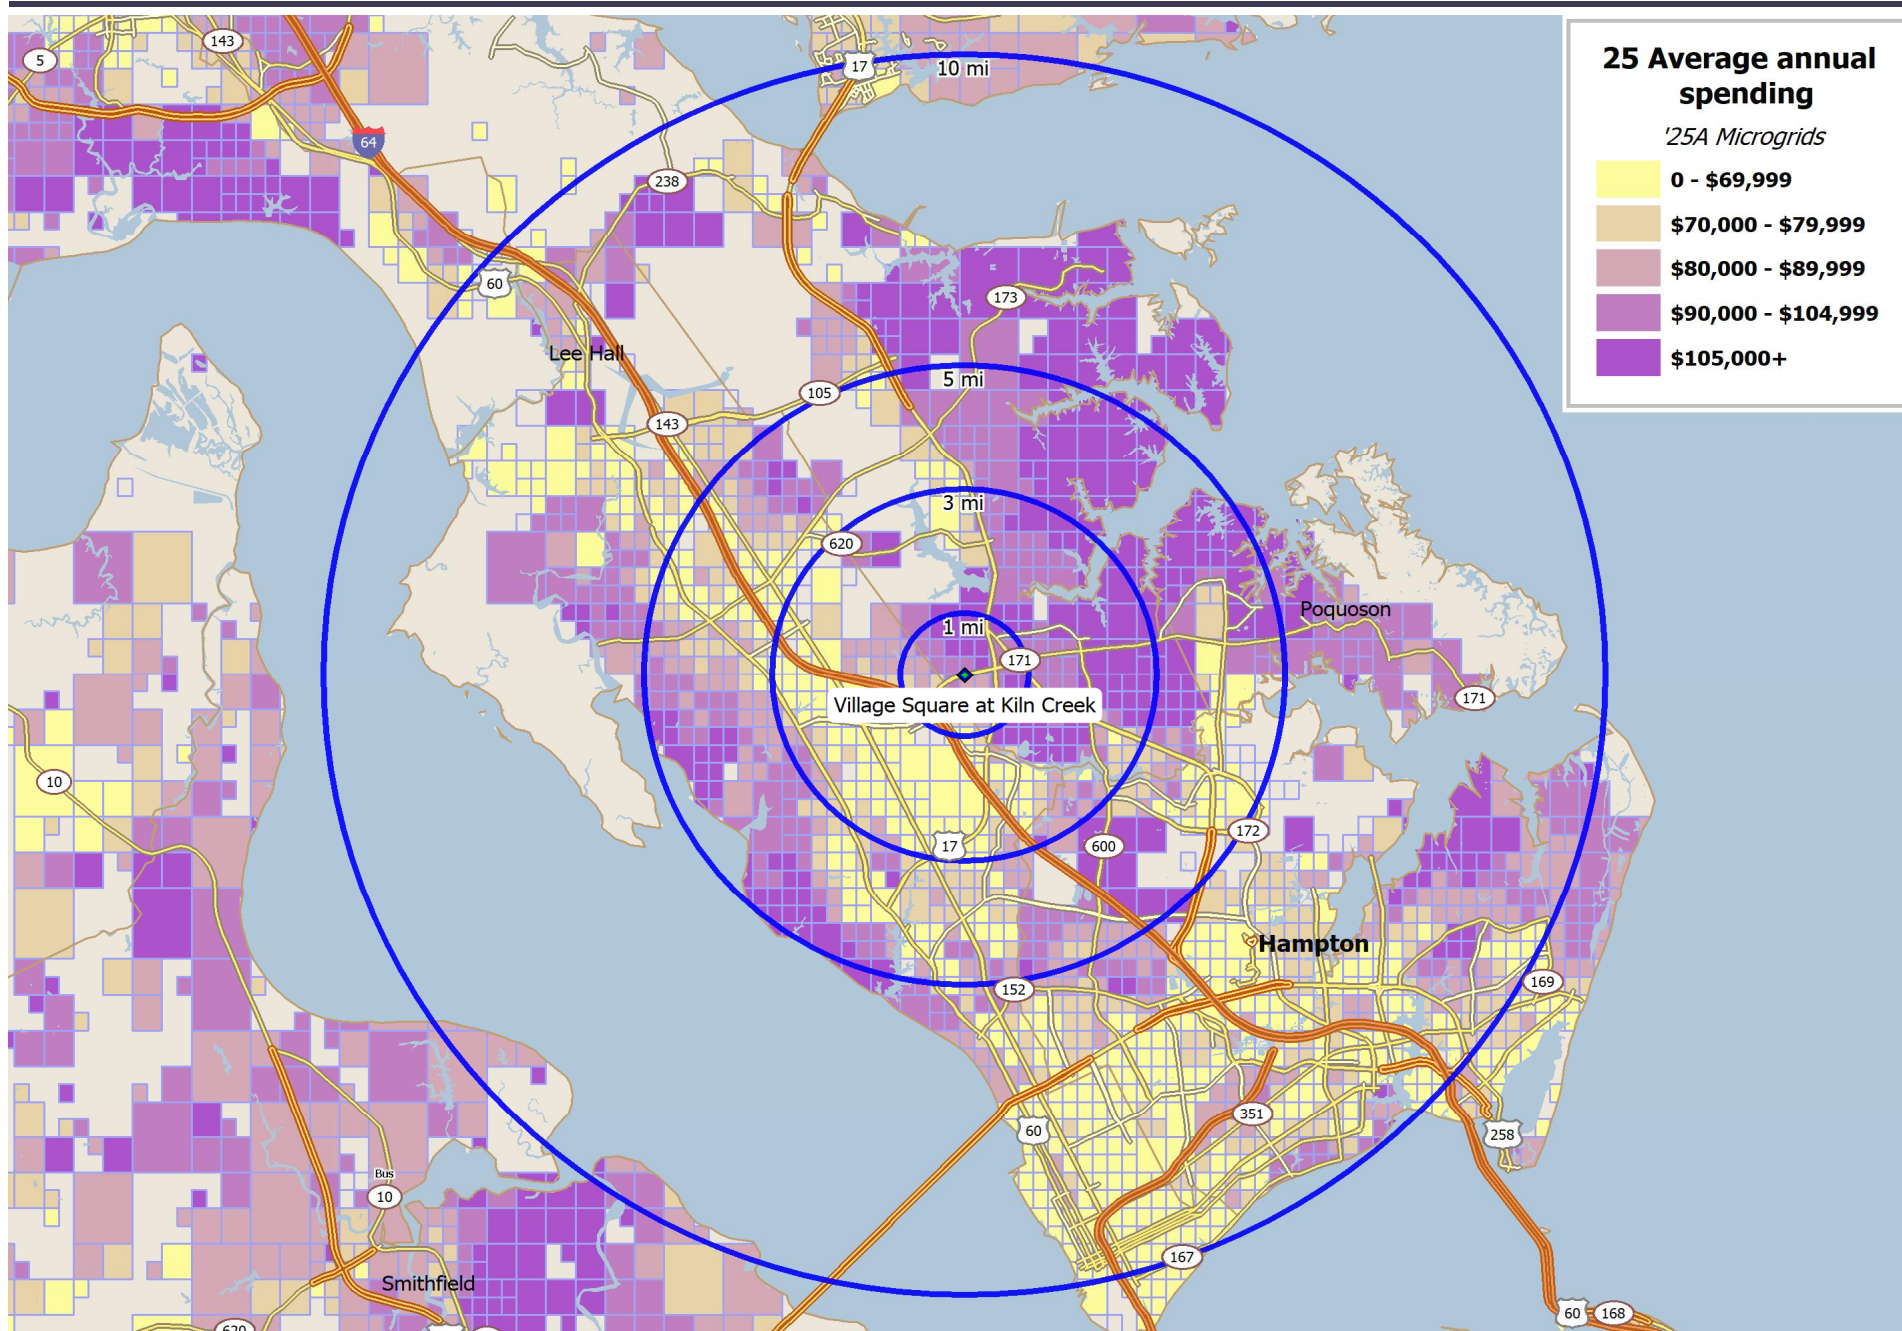 25 Average annual
spending
'25A Microgrids
0 - $69,999
$70,000 - $79,999
$80,000 - $89,999
$90,000 - $104,999
$105,000+
143
5
17
10 mi
64
238
60
173
Lee Hall
5 mi
105
143
3 mi
620
Poquoson
1 mi
171
171
Village Square at Kiln Creek
10
172
17
600
Hampton
169
152
351
60
258
Bus
10
167
Smithfield
60
168
620